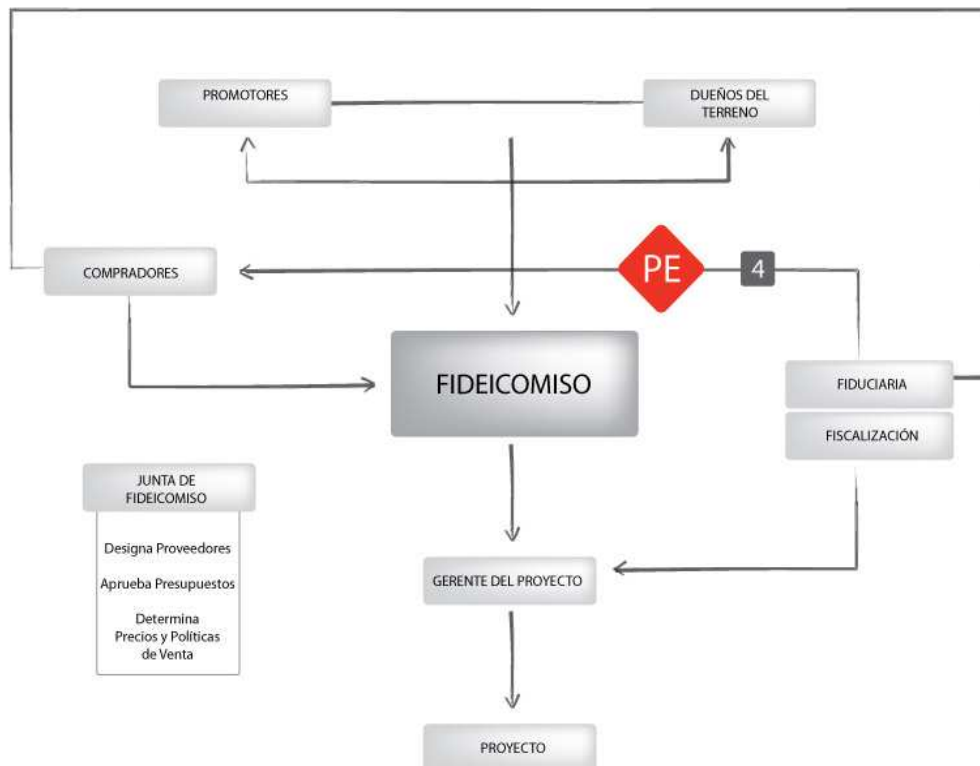 PROMOTORES
DUEÑOS DEL
TERRENO
COMPRADORES
PE
4
FIDEICOMISO
FIDUCIARIA
FISCALIZACIÓN
JUNTA DE
FIDEICOMISO
Designa Proveedores
Aprueba Presupuestos
Determina
Precios y Políticas
de Venta
GERENTE DEL PROYECTO
PROYECTO